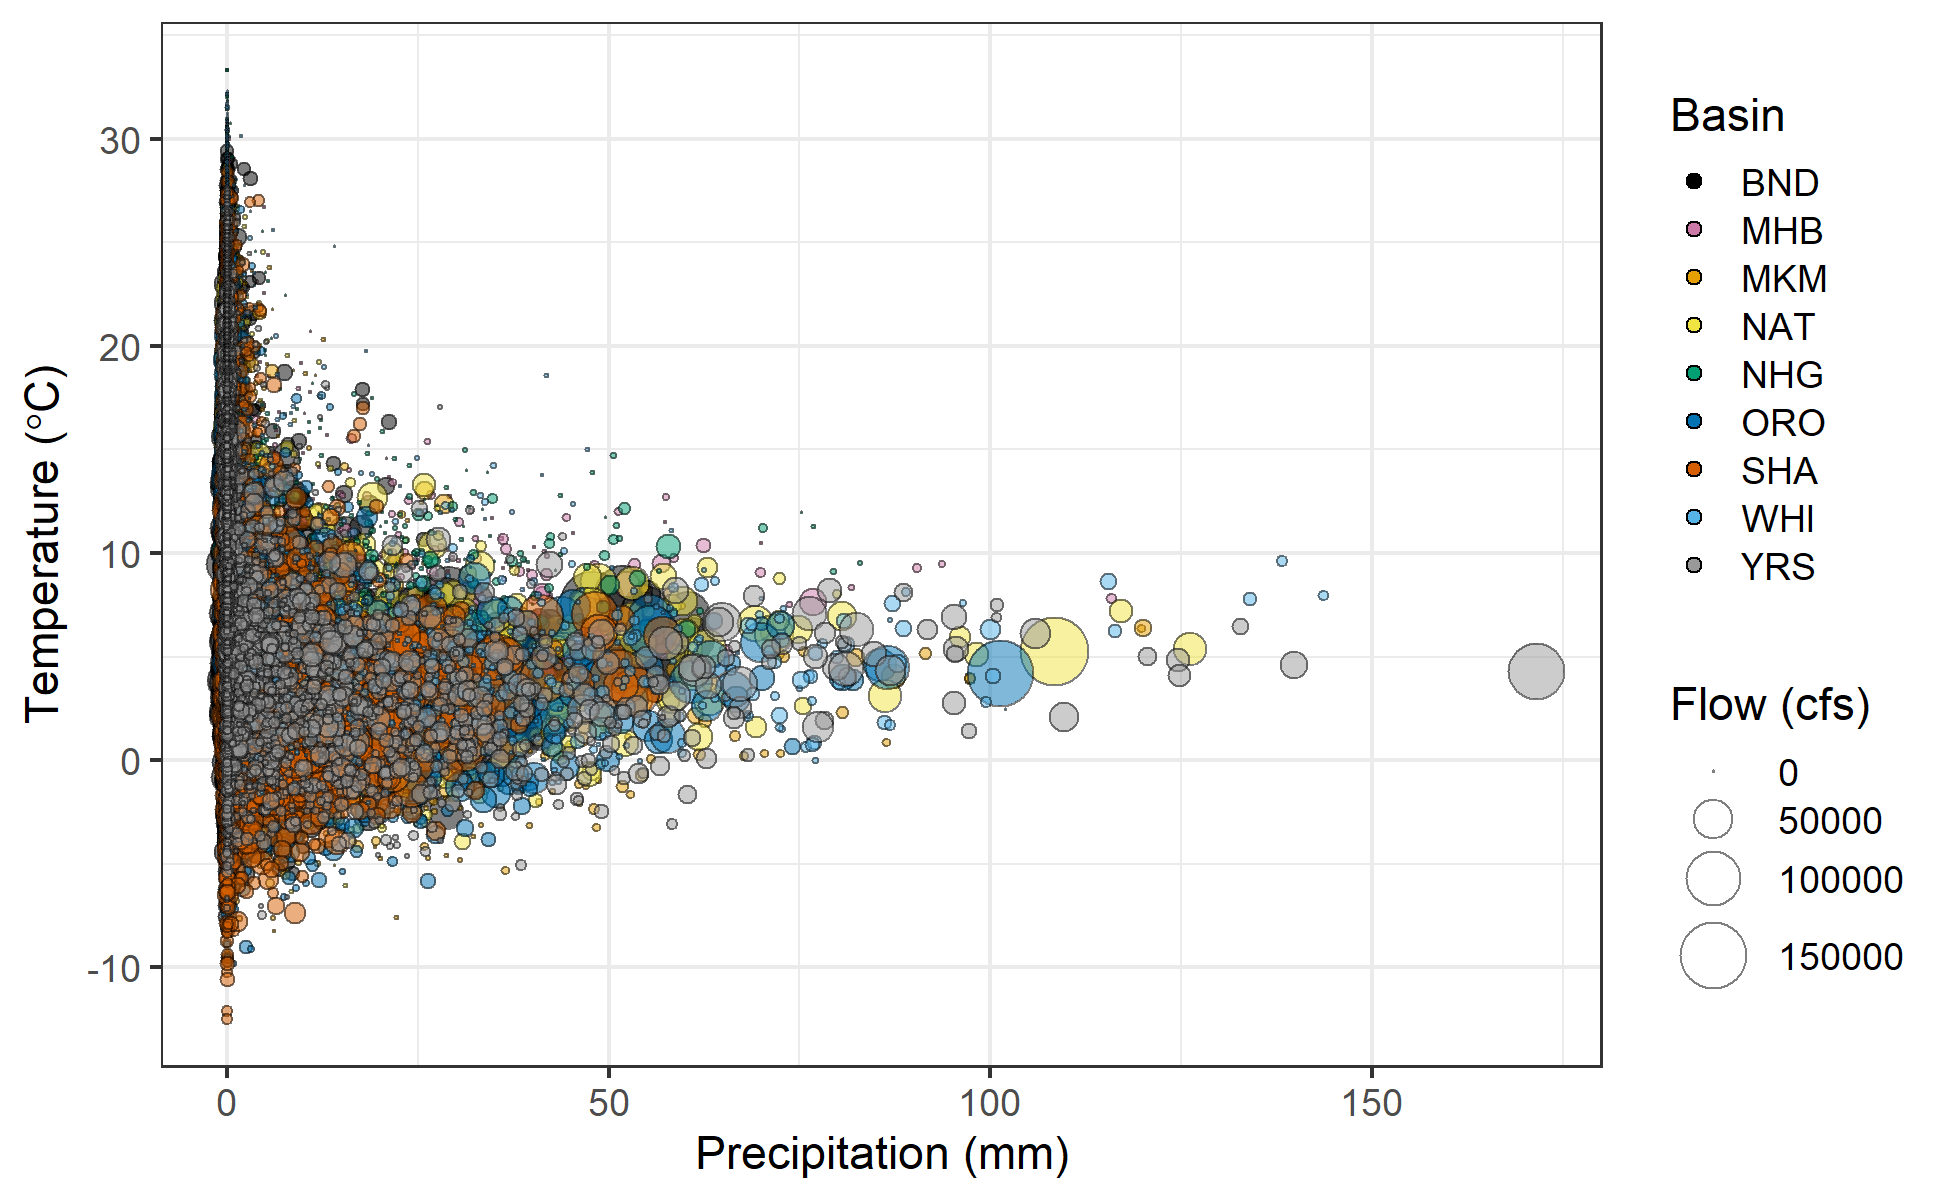 Temperature (°C)
30
20
10
0
-10
0
50
100
150
Precipitation (mm)
Basin
BND
MHB
MKM
NAT
NHG
ORO
SHA
WHI
YRS
Flow (cfs)
0
50000
100000
150000